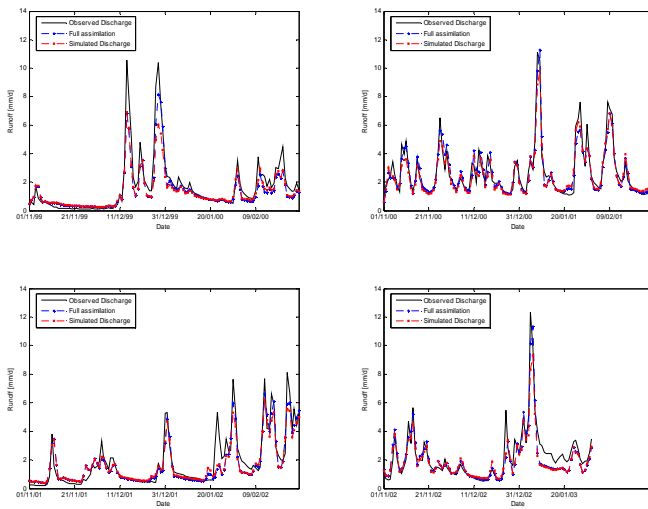 14
12
10
8
6
4
2
0
Runoff [mm/d]
Observed Discharge
Full assimilation
Simulated Discharge
01/11/99 21/11/99 11/12/99 31/12/99 20/01/00 09/02/00
Date
14
12
10
8
6
4
2
0
Runoff [mm/d]
Observed Discharge
Full assimilation
Simulated Discharge
01/11/00 21/11/00 11/12/00 31/12/00 20/01/01 09/02/01
Date
14
12
10
8
6
4
2
0
Runoff [mm/d]
Observed Discharge
Full assimilation
Simulated Discharge
01/11/01 21/11/01 11/12/01 31/12/01 20/01/02 09/02/02
Date
14
12
10
8
6
4
2
0
Runoff [mm/d]
Observed Discharge
Full assimilation
Simulated Discharge
01/11/02 21/11/02 11/12/02 31/12/02 20/01/03
Date